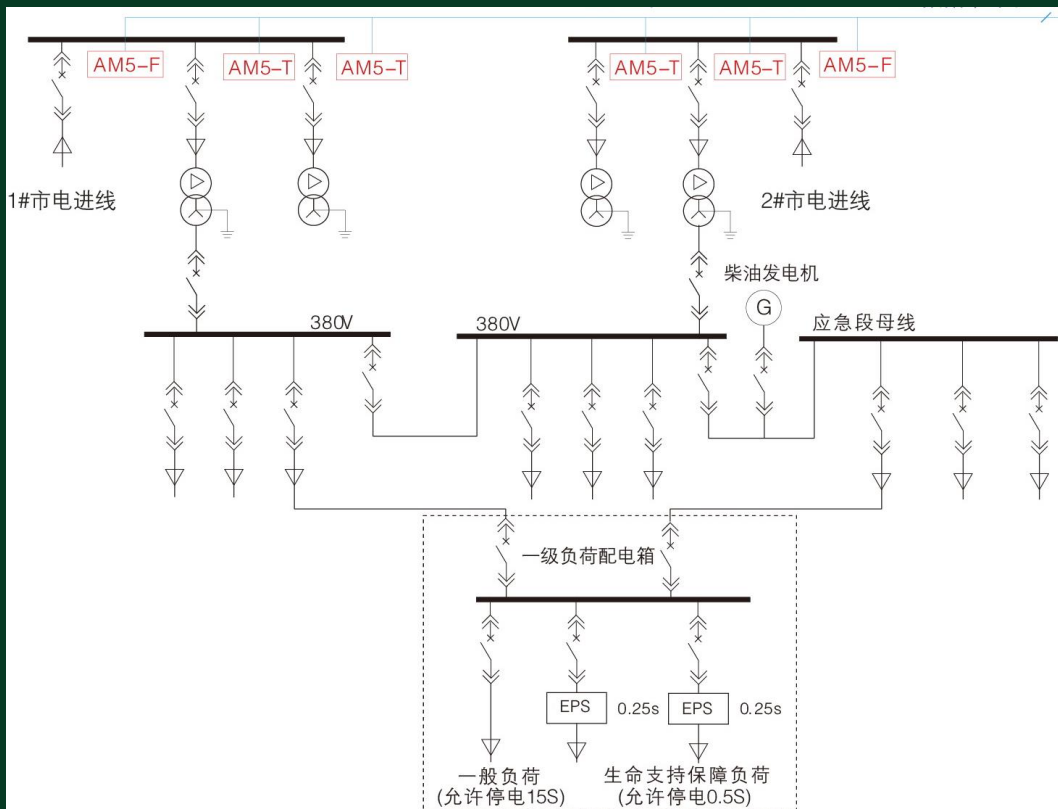 AM5-F
AM5-T
AM5-T
AM5-T
AM5-T
AM5-F
1#市电进线
2#市电进线
柴油发电机
G
380V
380V
应急段母线
一级负荷配电箱
EPS
0.25s
EPS
0.25s
一般负荷
(允许停电15S)
生命支持保障负荷
(允许停电0.5S)